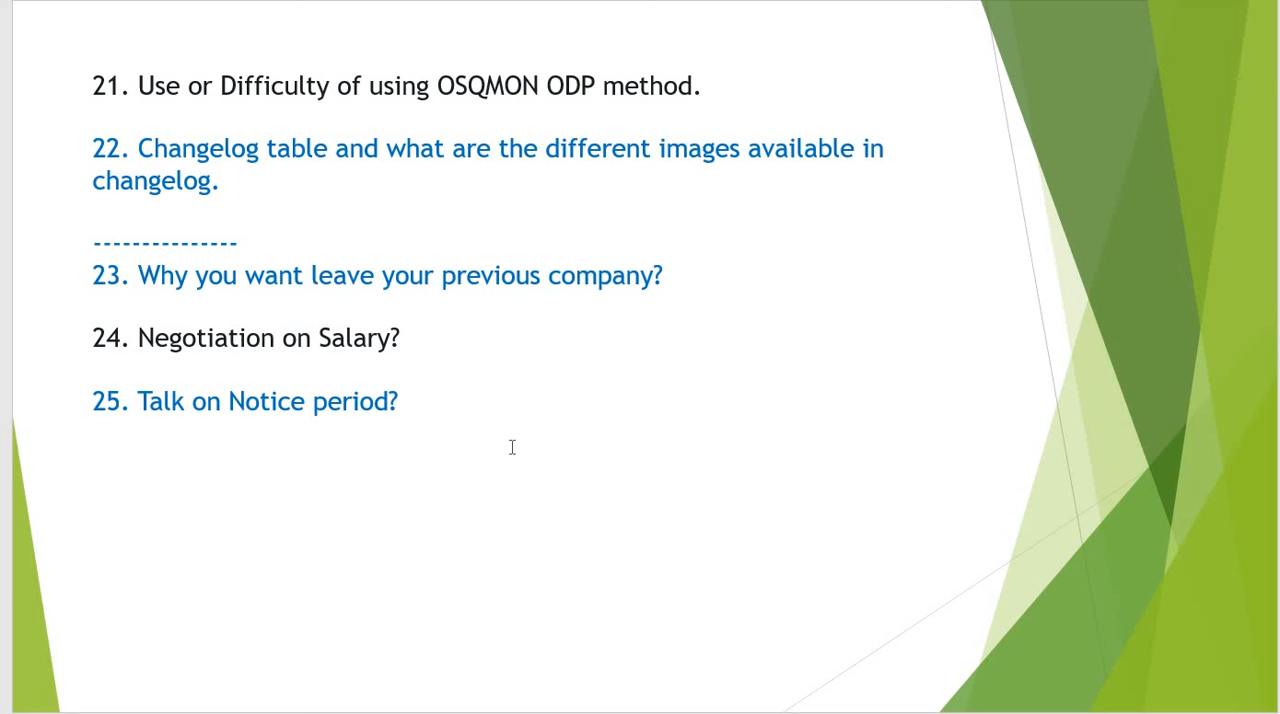 21. Use or Difficulty of using OSQMON ODP method.
22. Changelog table and what are the different images available in
changelog.
---------------
23. Why you want leave your previous company?
24. Negotiation on Salary?
25. Talk on Notice period?